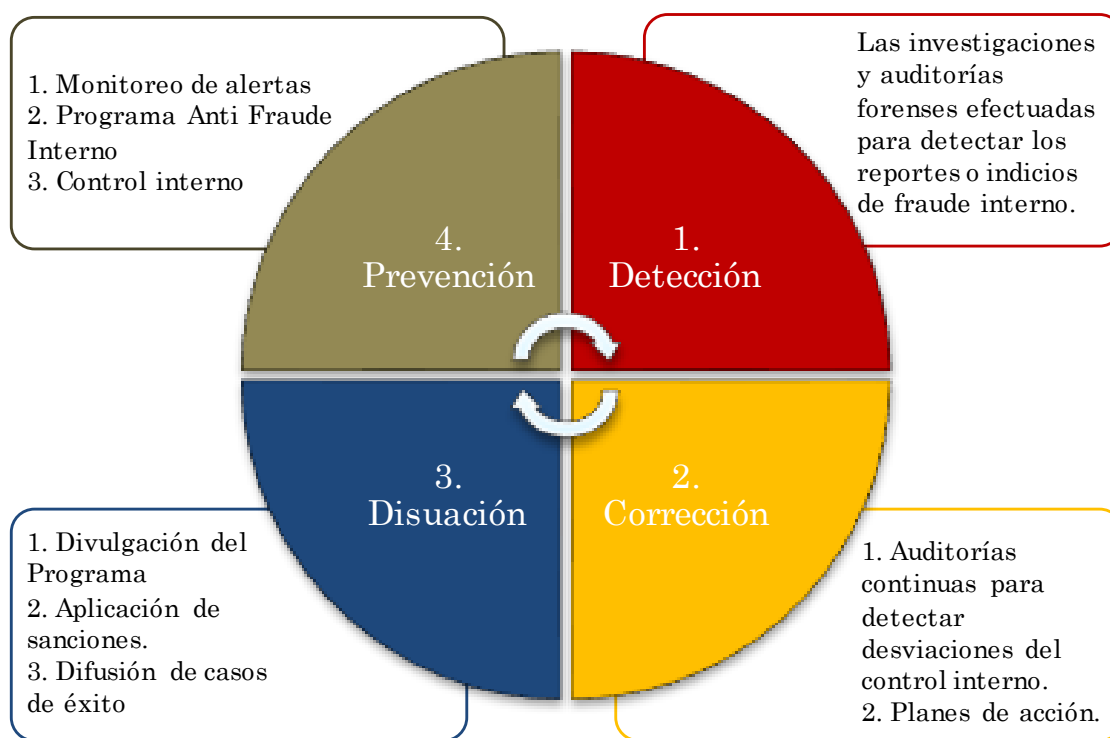 1. Monitoreo de alertas
2. Programa Anti Fraude
Interno
3. Control interno
Las investigaciones
y auditorías
forenses efectuadas
para detectar los
reportes o indicios
de fraude interno.
4.
Prevención
1.
Detección
3.
Disuación
2.
Corrección
1. Divulgación del
Programa
2. Aplicación de
sanciones.
3. Difusión de casos
de éxito
1. Auditorías
continuas para
detectar
desviaciones del
control interno.
2. Planes de acción.